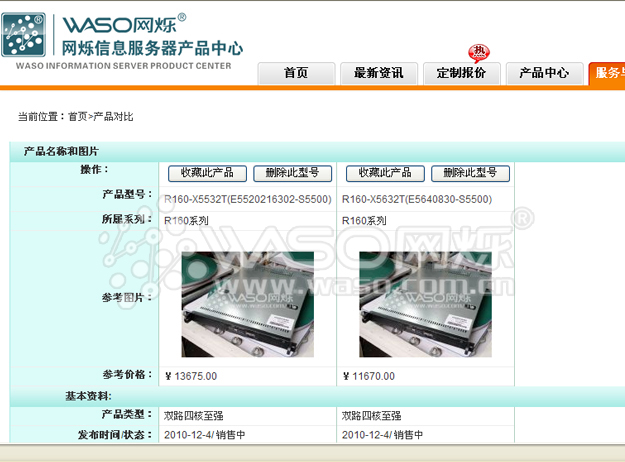 WASO网烁®
网烁信息服务器产品中心
WASO INFORMATION SERVER PRODUCT CENTER
热
首页 最新资讯 定制报价 产品中心 服务
当前位置：首页>产品对比
产品名称和图片
操作： 收藏此产品 删除此型号 收藏此产品 删除此型号
产品型号： R160-X5532T(E5520216302-S5500) R160-X5632T(E5640830-S5500)
所属系列： R160系列 R160系列
WASO网烁®
www.waso.com.cn
参考图片： WASO网烁 WASO网烁
参考价格： ¥ 13675.00 ¥ 11670.00
基本资料:
产品类型： 双路四核至强 双路四核至强
发布时间/状态： 2010-12-4/ 销售中 2010-12-4/ 销售中